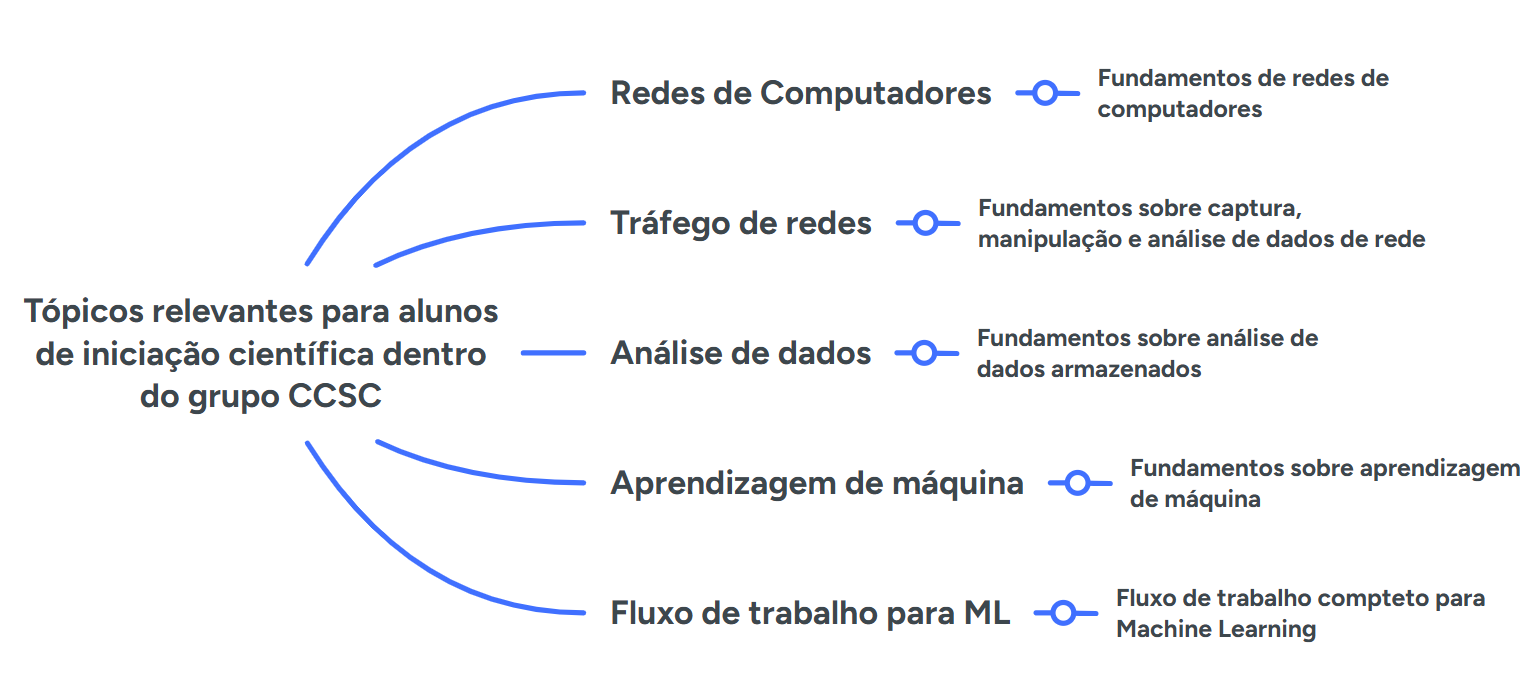 Tópicos relevantes para alunos
de iniciação científica dentro
do grupo CCSC
Redes de Computadores
Fundamentos de redes de
computadores
Tráfego de redes
Fundamentos sobre captura,
manipulação e análise de dados de rede
Análise de dados
Fundamentos sobre análise de
dados armazenados
Aprendizagem de máquina
Fundamentos sobre aprendizagem
de máquina
Fluxo de trabalho para ML
Fluxo de trabalho compteto para
Machine Learning